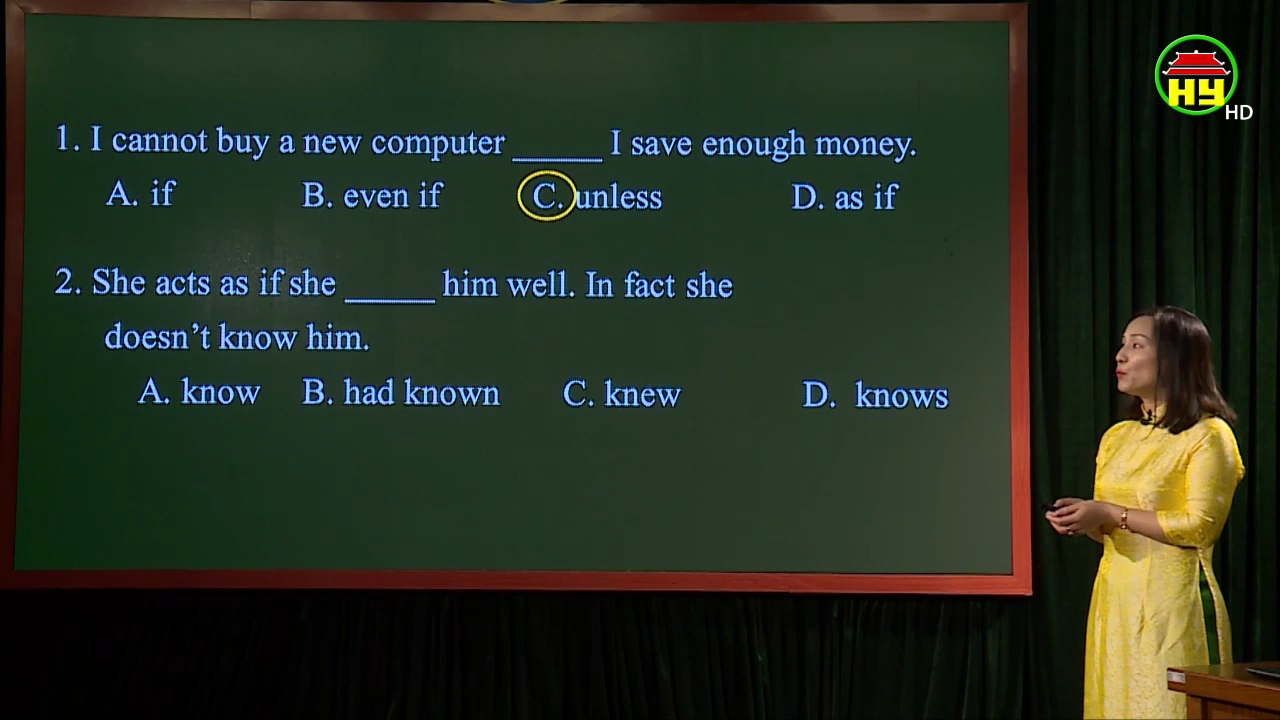 1. I cannot buy a new computer ______ I save enough money.
A. if B. even if C. unless D. as if
2. She acts as if she ______ him well. In fact she
doesn’t know him.
A. know B. had known C. knew D. knows
HY
HD